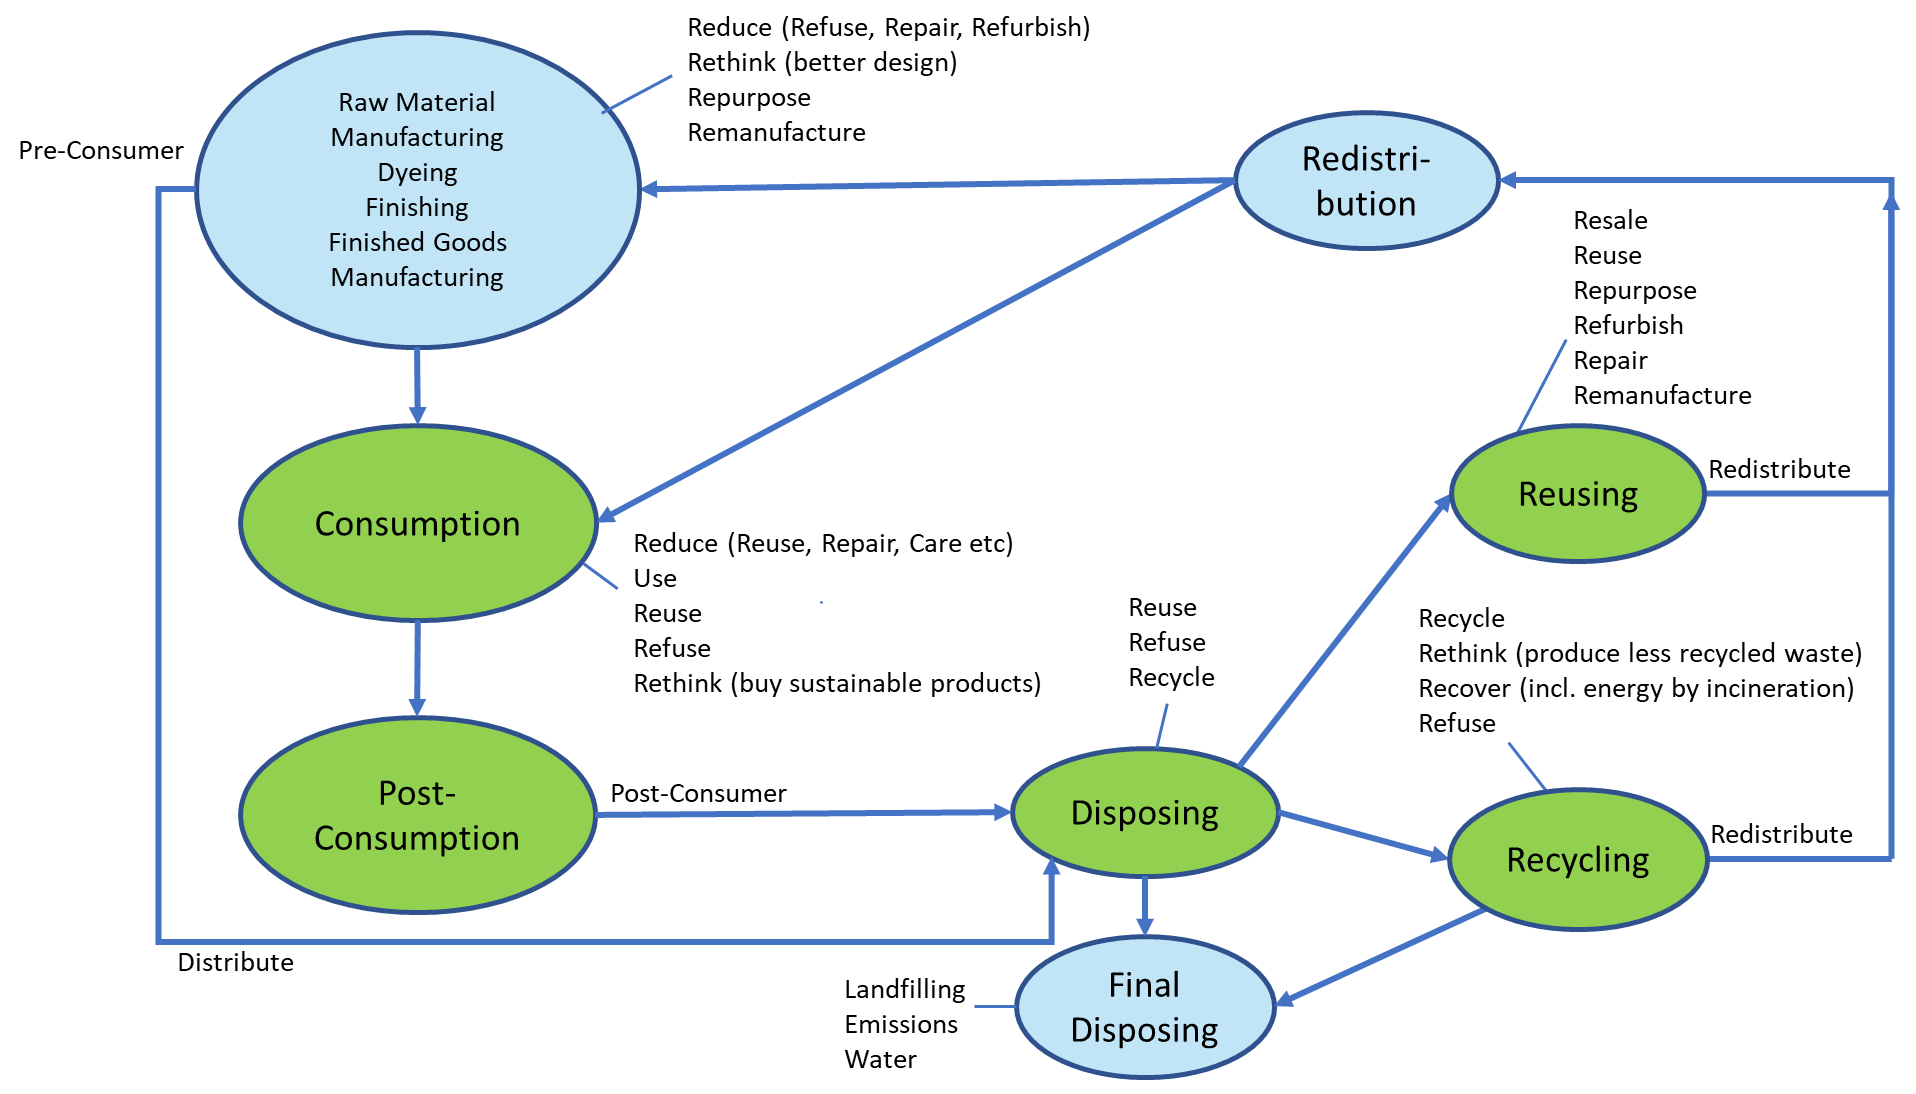 Reduce (Refuse, Repair, Refurbish)
Rethink (better design)
Repurpose
Remanufacture
Raw Material
Manufacturing
Dyeing
Finishing
Finished Goods
Manufacturing
Pre-Consumer
Redistri-
bution
Resale
Reuse
Repurpose
Refurbish
Repair
Remanufacture
Consumption
Reusing
Redistribute
Reduce (Reuse, Repair, Care etc)
Use
Reuse
Refuse
Rethink (buy sustainable products)
Reuse
Refuse
Recycle
Recycle
Rethink (produce less recycled waste)
Recover (incl. energy by incineration)
Refuse
Post-
Consumption
Post-Consumer
Disposing
Recycling
Redistribute
Distribute
Final
Disposing
Landfilling
Emissions
Water